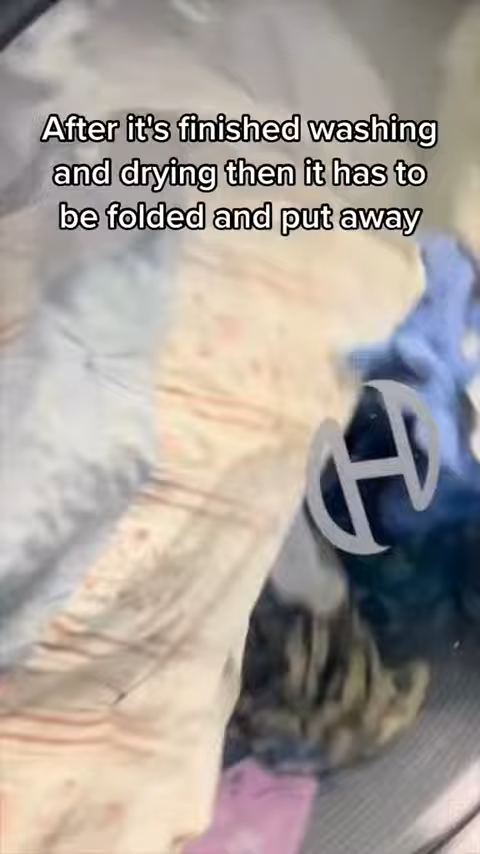 After it's finished washing
and drying then it has to
be folded and put away